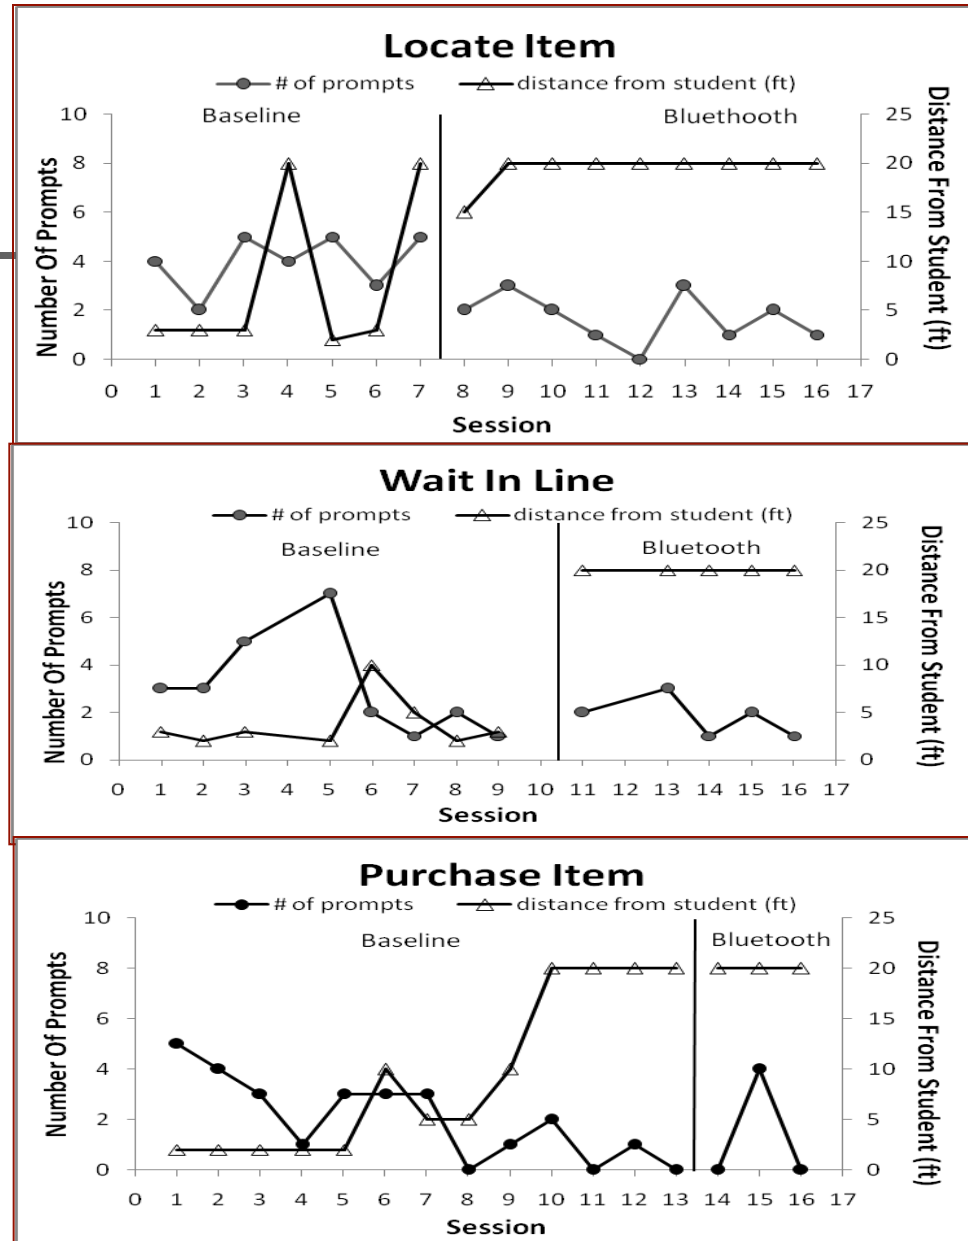 Locate Item
# of prompts distance from student (ft)
Baseline Bluethooth
Number Of Prompts
10
8
6
4
2
0
25
20
15
10
5
0
Distance From Student (ft)
0 1 2 3 4 5 6 7 8 9 10 11 12 13 14 15 16 17
Session
Wait In Line
# of prompts distance from student (ft)
Baseline Bluetooth
Number Of Prompts
10
8
6
4
2
0
25
20
15
10
5
0
Distance From Student (ft)
0 1 2 3 4 5 6 7 8 9 10 11 12 13 14 15 16 17
Session
Purchase Item
# of prompts distance from student (ft)
Baseline Bluetooth
Number Of Prompts
10
8
6
4
2
0
25
20
15
10
5
0
Distance From Student (ft)
0 1 2 3 4 5 6 7 8 9 10 11 12 13 14 15 16 17
Session